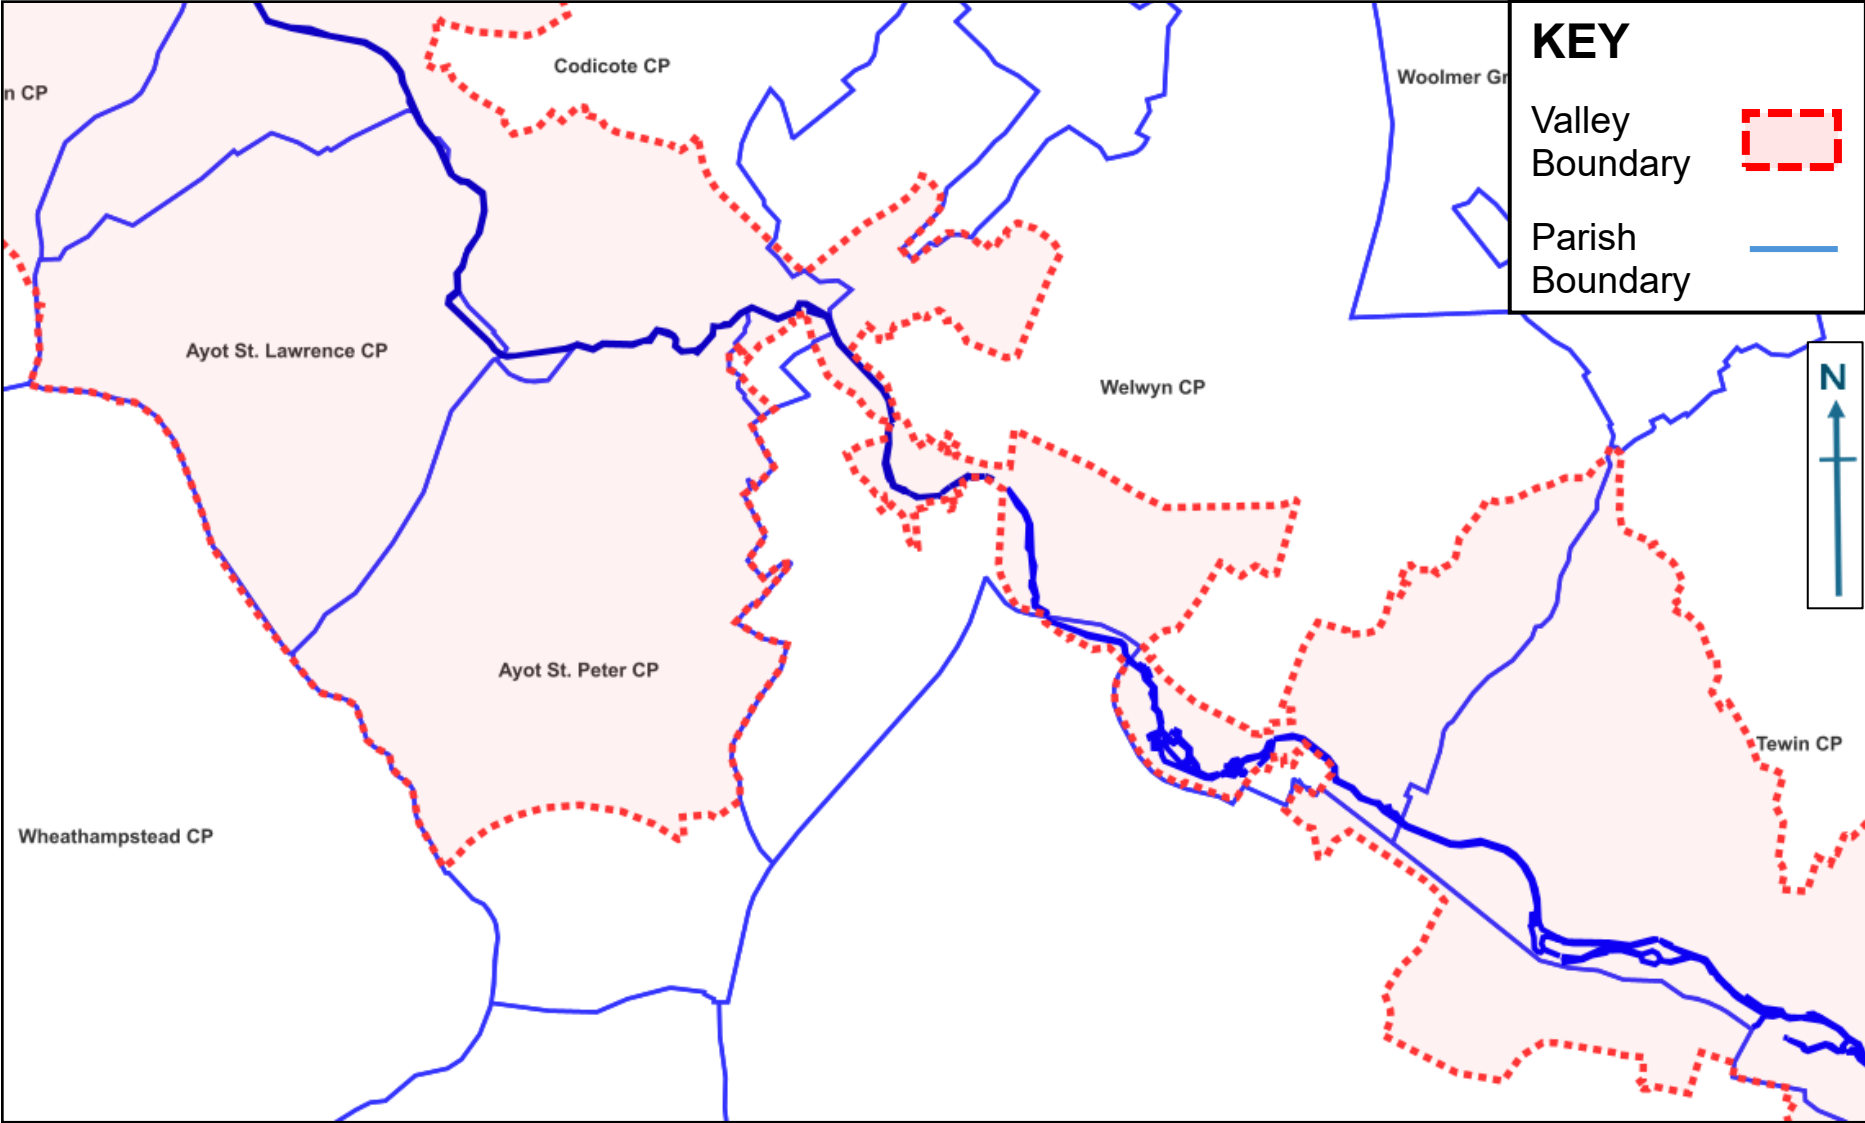 KEY
Valley
Boundary
Parish
Boundary
N
Codicote CP
Woolmer Gr
n CP
Ayot St. Lawrence CP
Welwyn CP
Ayot St. Peter CP
Tewin CP
Wheathampstead CP